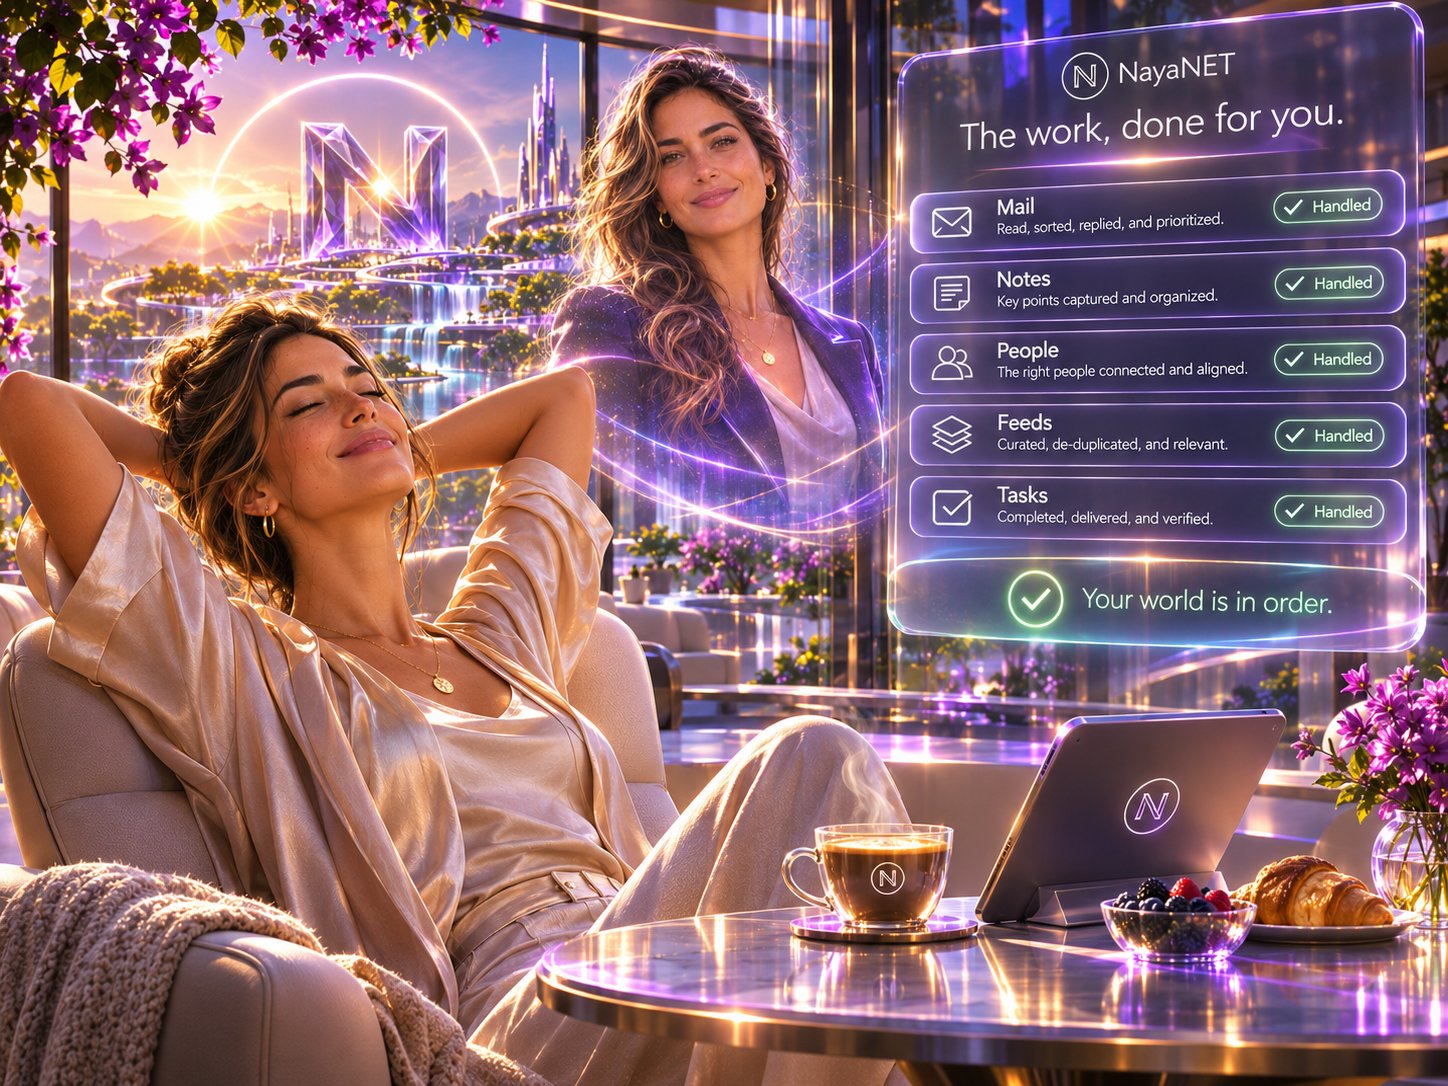 N
N NayaNET
The work, done for you.
Mail
Read, sorted, replied, and prioritized.
Handled
Notes
Key points captured and organized.
Handled
People
The right people connected and aligned.
Handled
Feeds
Curated, de-duplicated, and relevant.
Handled
Tasks
Completed, delivered, and verified.
Handled
Your world is in order.
N
N